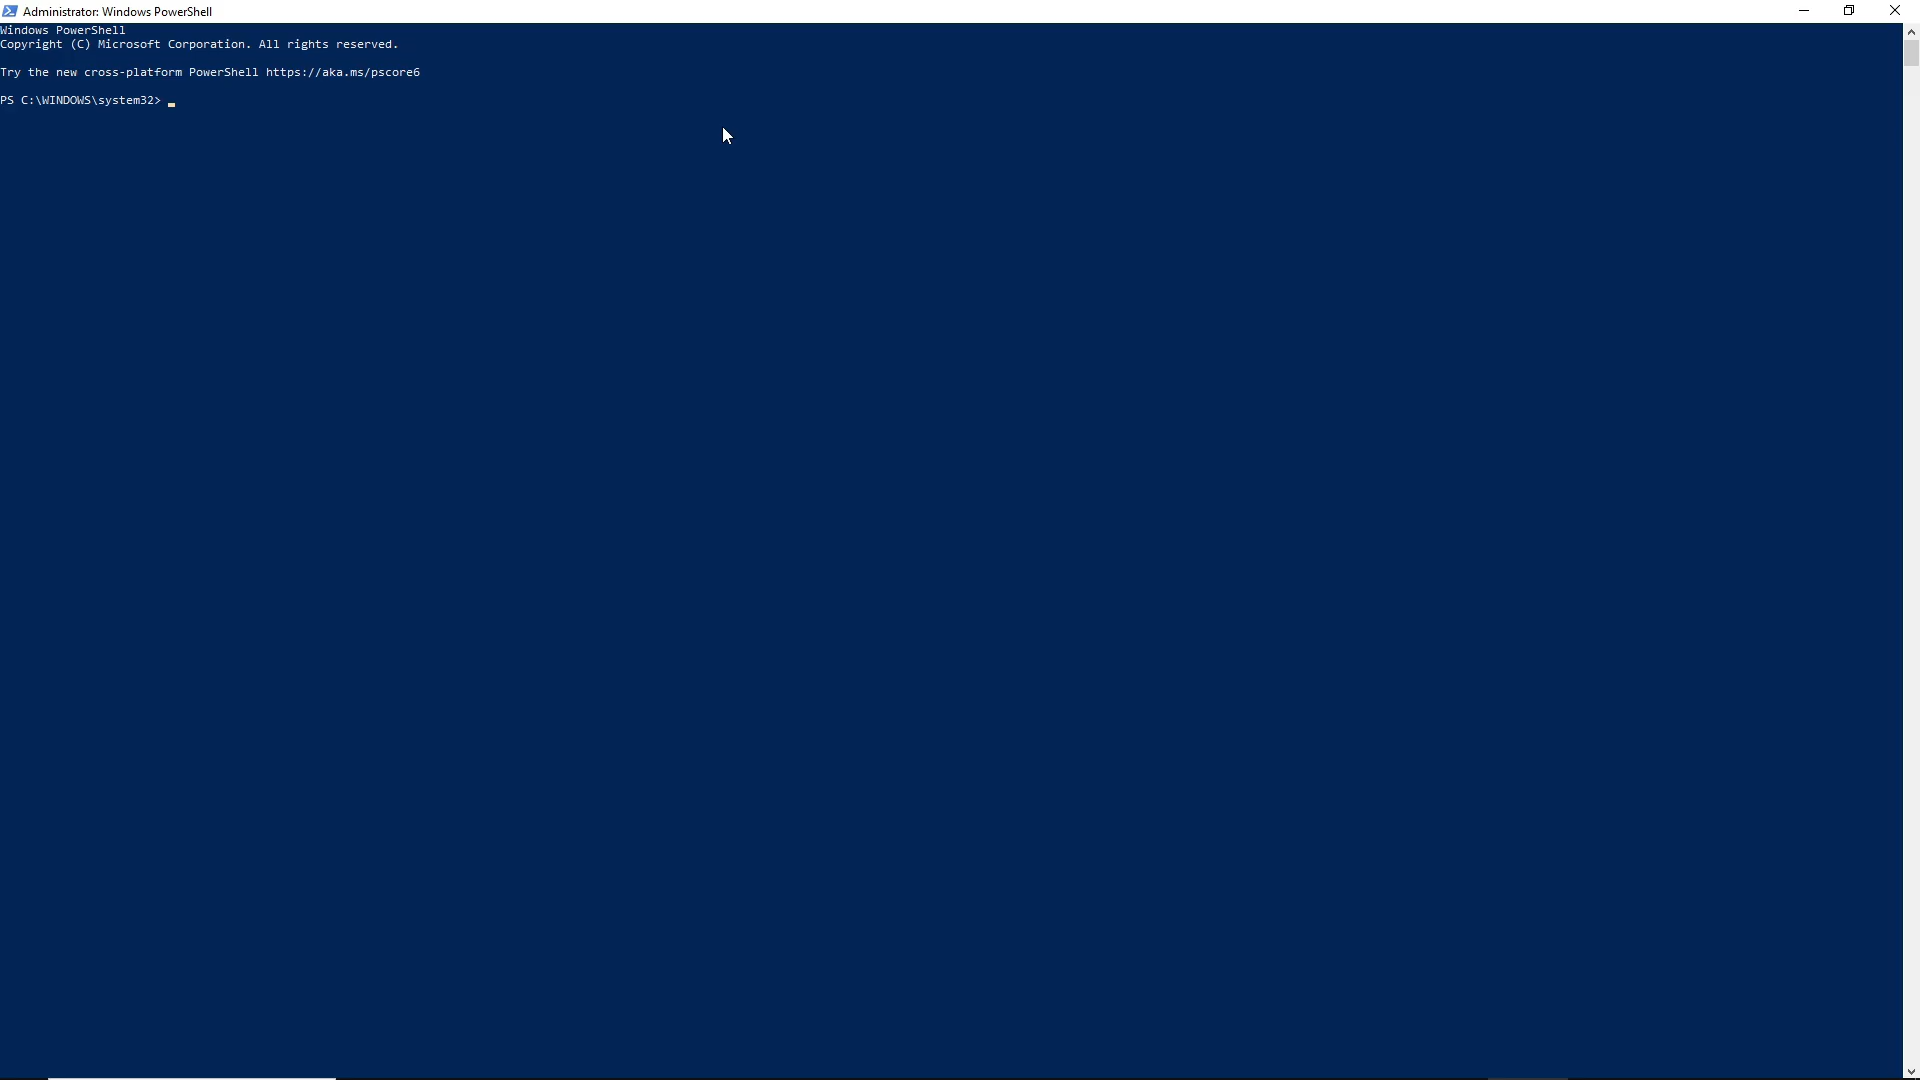 Administrator: Windows PowerShell
Windows PowerShell
Copyright (C) Microsoft Corporation. All rights reserved.
Try the new cross-platform PowerShell https://aka.ms/pscore6
PS C:\WINDOWS\system32>